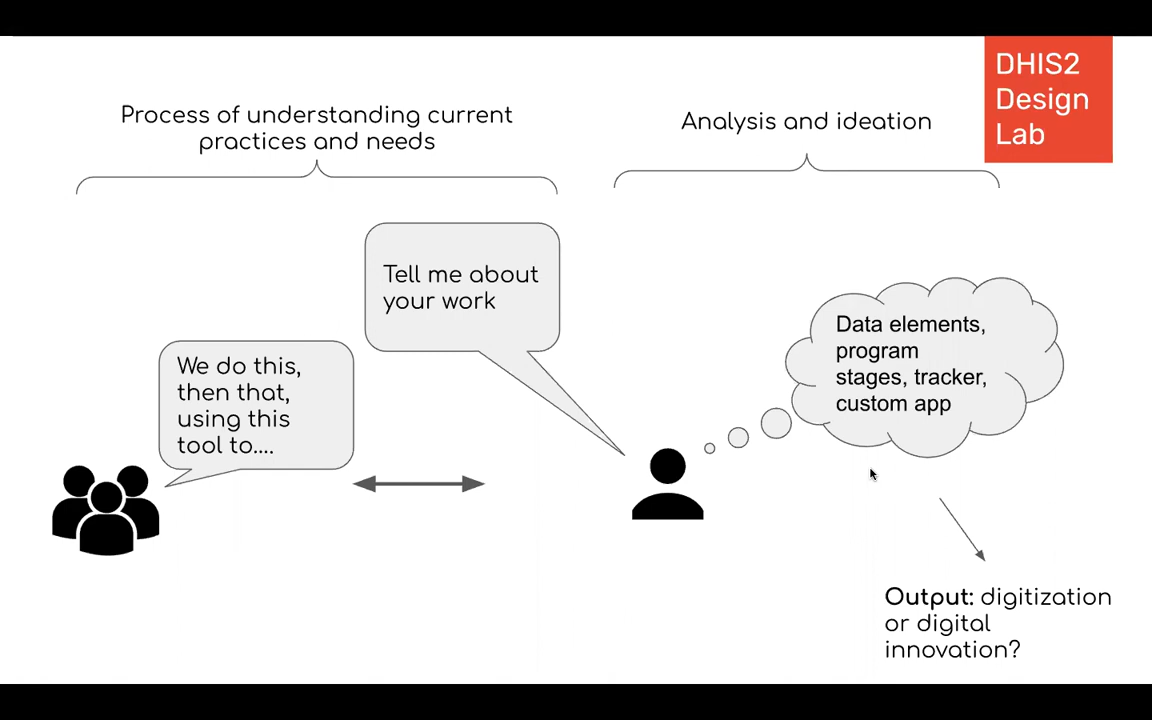 DHIS2
Design
Lab
Process of understanding current
practices and needs
Analysis and ideation
Tell me about
your work
We do this,
then that,
using this
tool to....
Data elements,
program
stages, tracker,
custom app
Output: digitization
or digital
innovation?